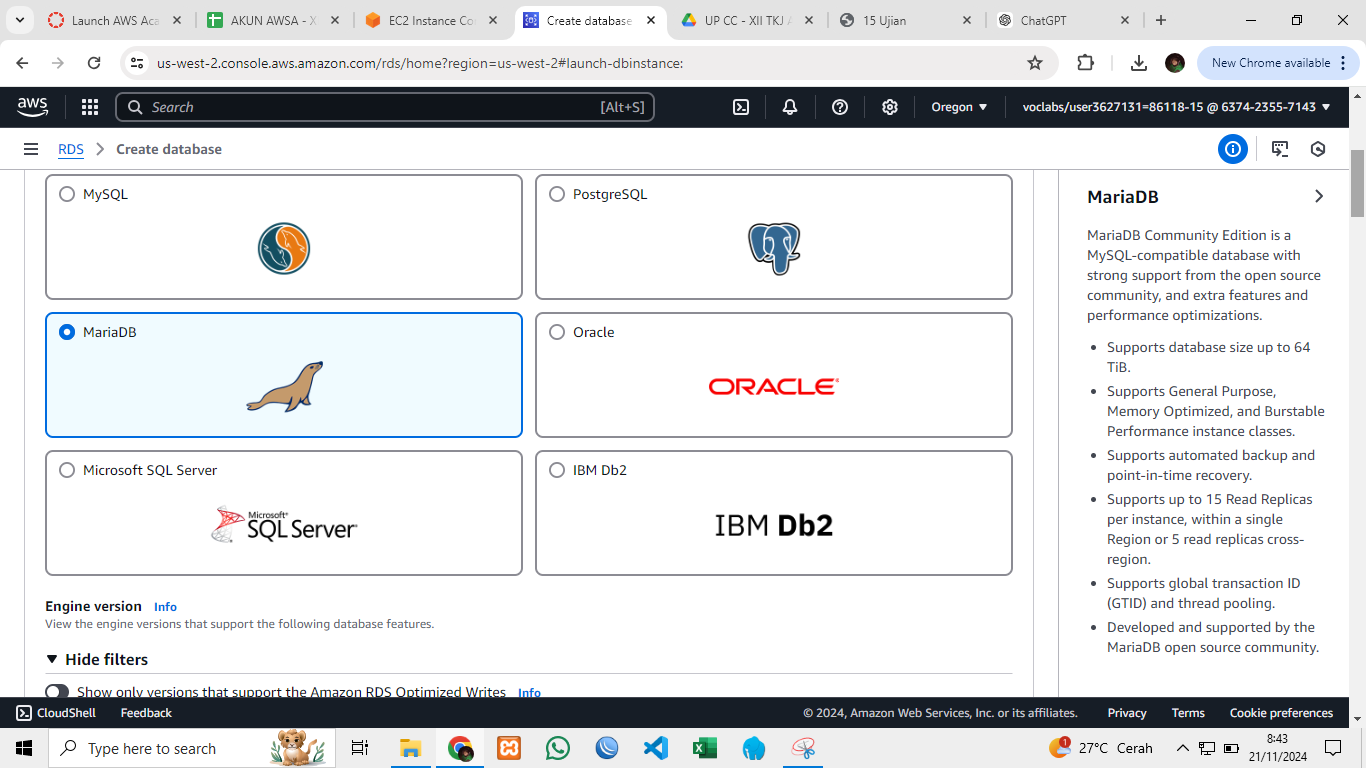 Launch AWS Aca
AKUN AWSA - X
EC2 Instance Co
Create database
UP CC - XII TKJ A
15 Ujian
ChatGPT
us-west-2.console.aws.amazon.com/rds/home?region=us-west-2#launch-dbinstance:
New Chrome available
aws
Search
[Alt+S]
Oregon
voclabs/user3627131=86118-15 @ 6374-2355-7143
RDS
Create database
MySQL
PostgreSQL
MariaDB
Oracle
ORACLE
Microsoft SQL Server
Microsoft
SQL Server
IBM Db2
IBM Db2
Engine version Info
View the engine versions that support the following database features.
Hide filters
Show only versions that support the Amazon RDS Optimized Writes Info
MariaDB
MariaDB Community Edition is a
MySQL-compatible database with
strong support from the open source
community, and extra features and
performance optimizations.
• Supports database size up to 64
TiB.
• Supports General Purpose,
Memory Optimized, and Burstable
Performance instance classes.
• Supports automated backup and
point-in-time recovery.
• Supports up to 15 Read Replicas
per instance, within a single
Region or 5 read replicas cross-
region.
• Supports global transaction ID
(GTID) and thread pooling.
• Developed and supported by the
MariaDB open source community.
CloudShell
Feedback
© 2024, Amazon Web Services, Inc. or its affiliates.
Privacy
Terms
Cookie preferences
Type here to search
1
27°C Cerah
8:43
21/11/2024